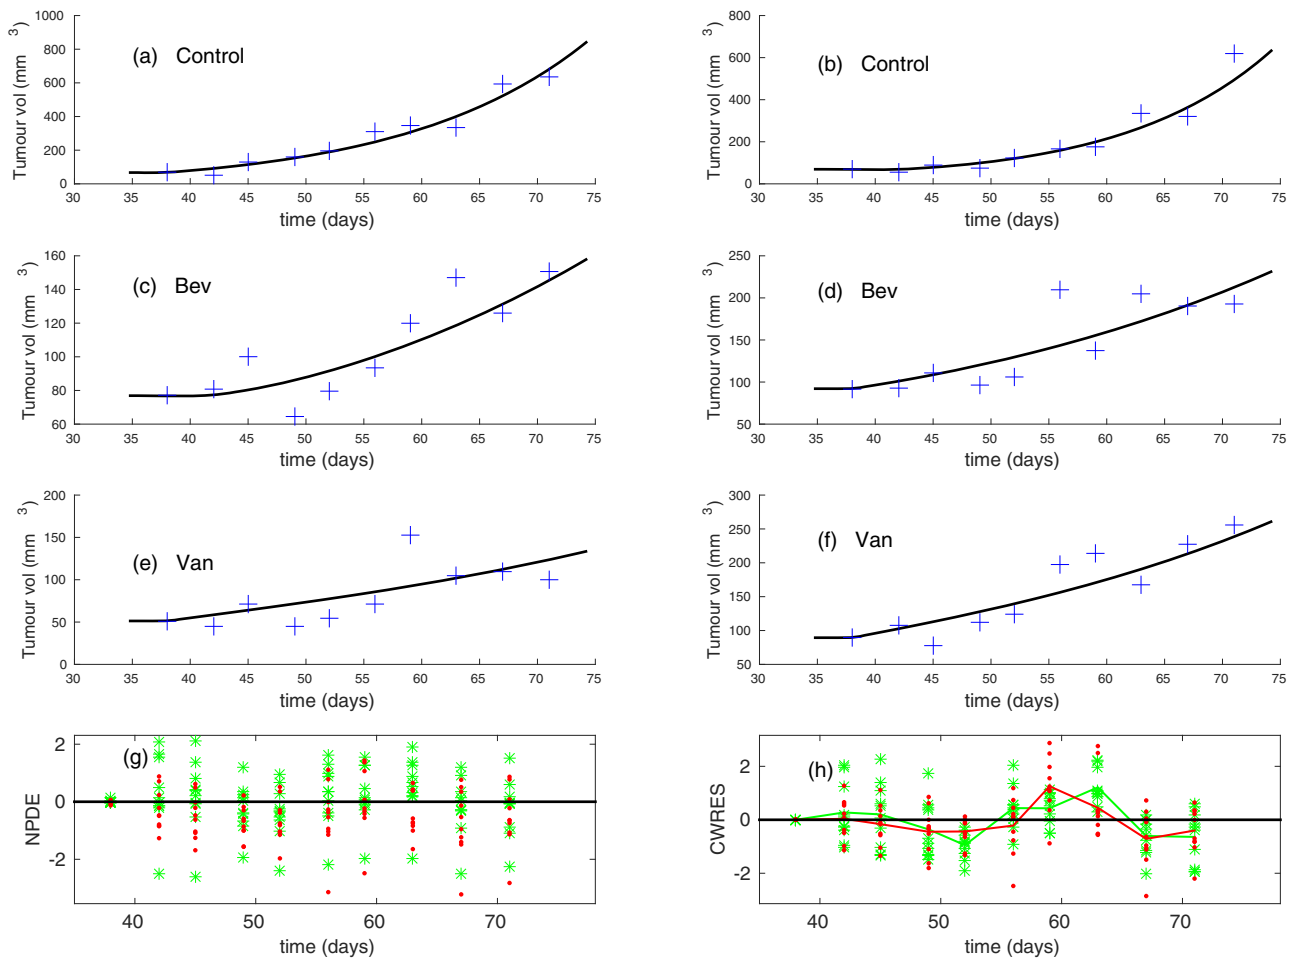 (a) Control
Tumour vol (mm 3)
1000
800
600
400
200
0
30 35 40 45 50 55 60 65 70 75
time (days)
(b) Control
Tumour vol (mm 3)
800
600
400
200
0
30 35 40 45 50 55 60 65 70 75
time (days)
(c) Bev
Tumour vol (mm 3)
160
140
120
100
80
60
30 35 40 45 50 55 60 65 70 75
time (days)
(d) Bev
Tumour vol (mm 3)
250
200
150
100
50
30 35 40 45 50 55 60 65 70 75
time (days)
(e) Van
Tumour vol (mm 3)
200
150
100
50
0
30 35 40 45 50 55 60 65 70 75
time (days)
(f) Van
Tumour vol (mm 3)
300
250
200
150
100
50
30 35 40 45 50 55 60 65 70 75
time (days)
(g)
NPDE
2
0
-2
40 50 60 70
time (days)
(h)
CWRES
2
0
-2
40 50 60 70
time (days)